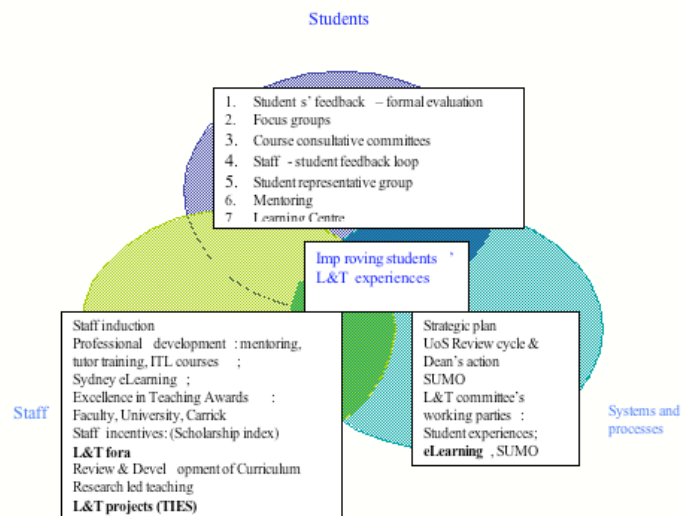 Students
1. Student s' feedback – formal evaluation
2. Focus groups
3. Course consultative committees
4. Staff - student feedback loop
5. Student representative group
6. Mentoring
7 Learning Centre
Imp roving students '
L&T experiences
Staff induction
Professional development : mentoring,
tutor training, ITL courses ;
Sydney eLearning ;
Excellence in Teaching Awards :
Faculty, University, Carrick
Staff incentives: (Scholarship index)
L&T fora
Review & Devel opment of Curriculum
Research led teaching
L&T projects (TIES)
Staff
Strategic plan
UoS Review cycle &
Dean's action
SUMO
L&T committee's
working parties :
Student experiences;
eLearning , SUMO
Systems and
processes